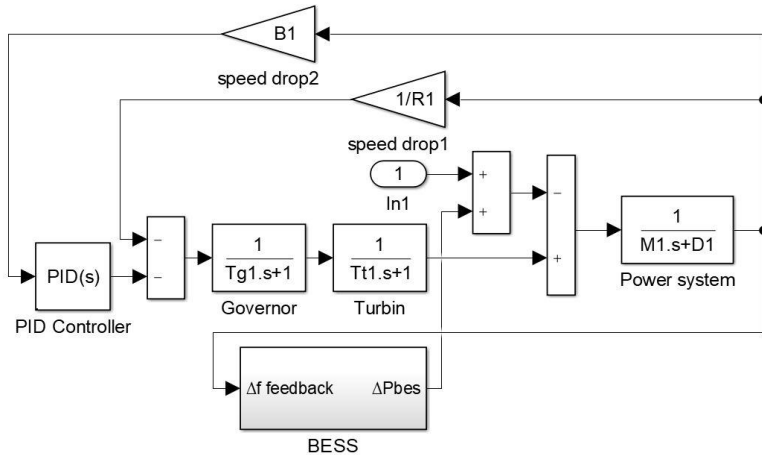 B1
speed drop2
1/R1
speed drop1
1
In1
+
+
−
+
1
M1.s+D1
Power system
−
−
PID(s)
PID Controller
1
Tg1.s+1
Governor
1
Tt1.s+1
Turbin
Δf feedback
ΔPbes
BESS